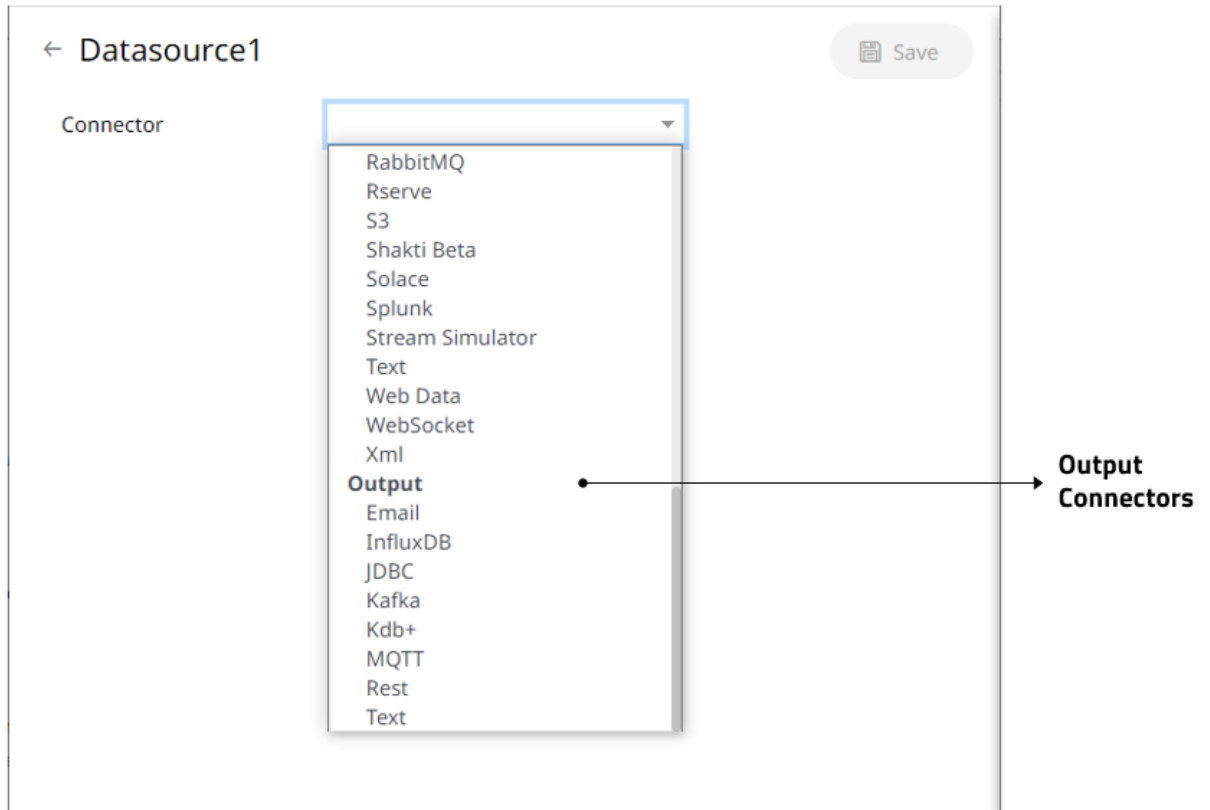 Datasource1
Save
Connector
RabbitMQ
Rserve
S3
Shakti Beta
Solace
Splunk
Stream Simulator
Text
Web Data
WebSocket
Xml
Output
Email
InfluxDB
JDBC
Kafka
Kdb+
MQTT
Rest
Text
Output
Connectors